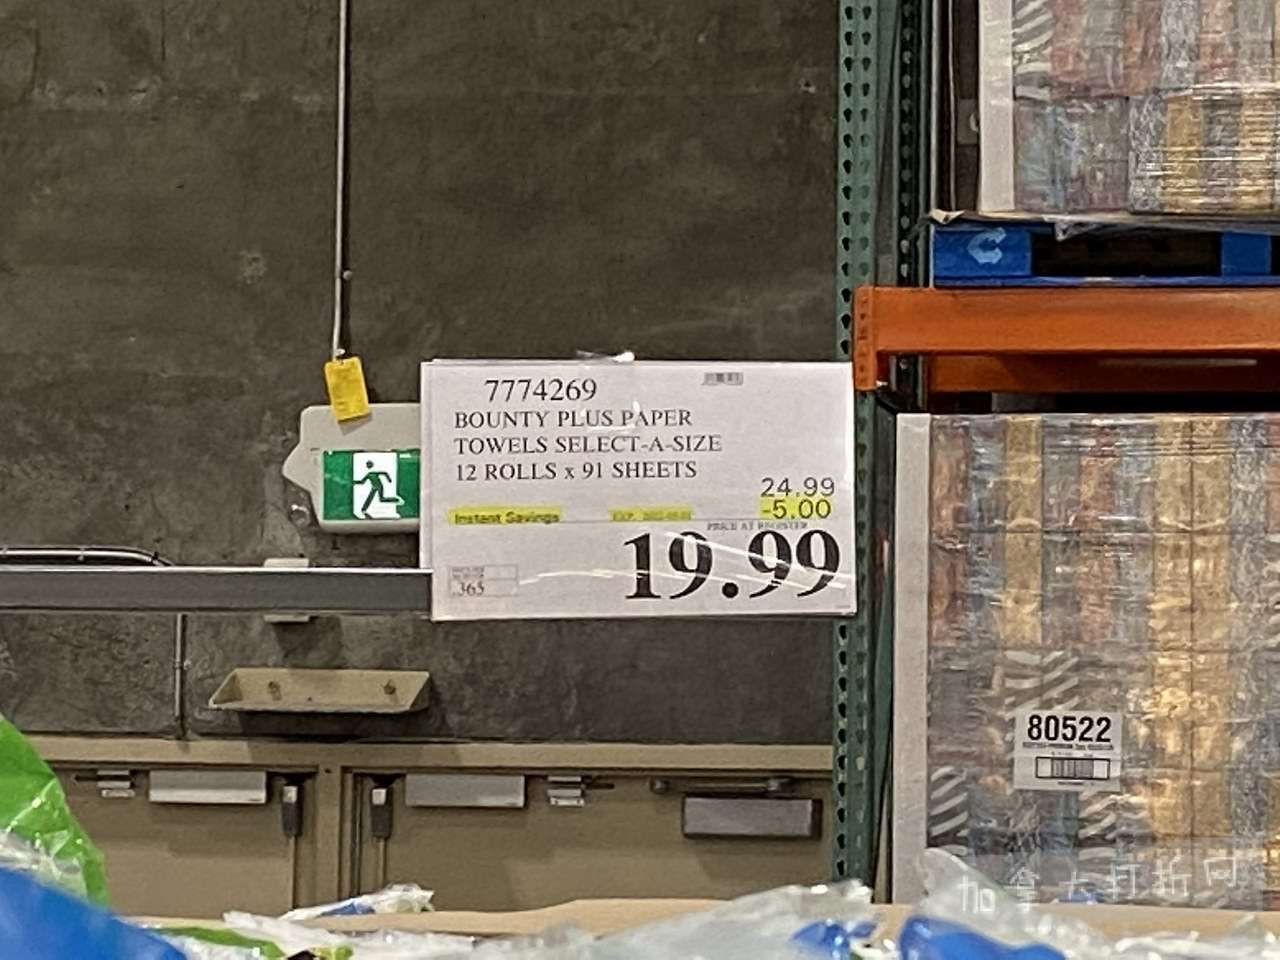 7774269
BOUNTY PLUS PAPER
TOWELS SELECT-A-SIZE
12 ROLLS x 91 SHEETS
24.99
Instant Savings
-5.00
PRICE AT REGISTER
19.99
365
80522
加拿大打折网